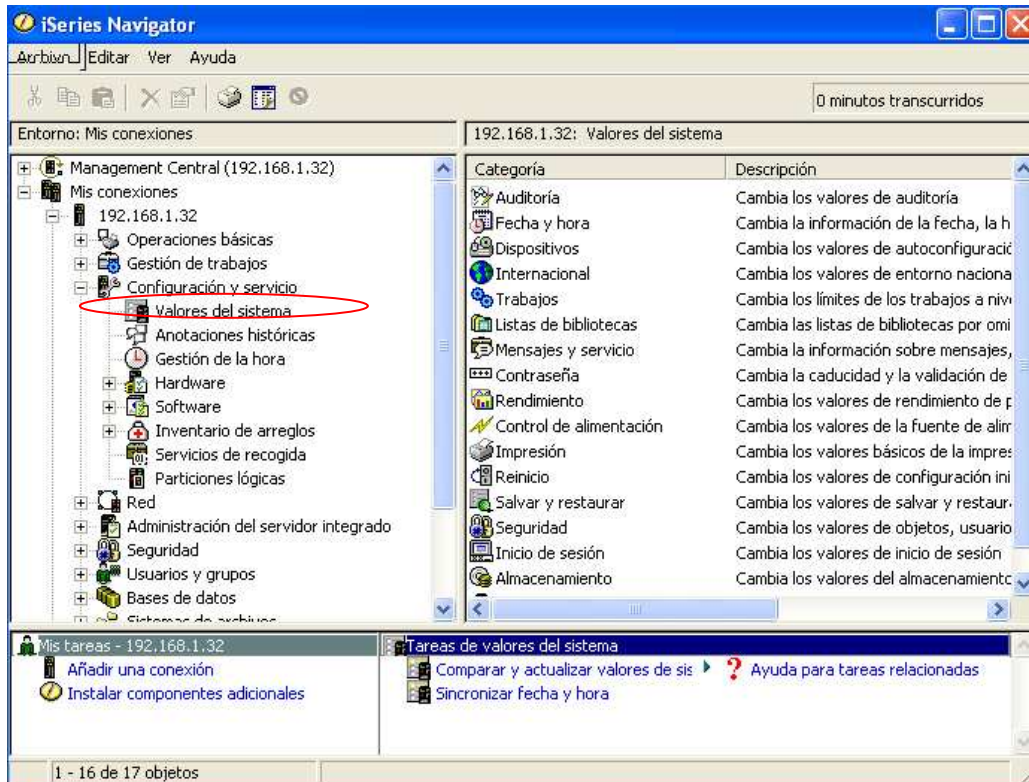 iSeries Navigator
Archivo Editar Ver Ayuda
0 minutos transcurridos
Entorno: Mis conexiones
192.168.1.32: Valores del sistema
Management Central (192.168.1.32)
Mis conexiones
192.168.1.32
Operaciones básicas
Gestión de trabajos
Configuración y servicio
Valores del sistema
Anotaciones históricas
Gestión de la hora
Hardware
Software
Inventario de arreglos
Servicios de recogida
Particiones lógicas
Red
Administración del servidor integrado
Seguridad
Usuarios y grupos
Bases de datos
Sistemas de archivos
Categoría Descripción
Auditoría Cambia los valores de auditoría
Fecha y hora Cambia la información de la fecha, la h
Dispositivos Cambia los valores de autoconfiguració
Internacional Cambia los valores de entorno naciona
Trabajos Cambia los límites de los trabajos a niv
Listas de bibliotecas Cambia las listas de bibliotecas por omi
Mensajes y servicio Cambia la información sobre mensajes,
Contraseña Cambia la caducidad y la validación de
Rendimiento Cambia los valores de rendimiento de p
Control de alimentación Cambia los valores de la fuente de alim
Impresión Cambia los valores básicos de la impres
Reinicio Cambia los valores de configuración ini
Salvar y restaurar Cambia los valores de salvar y restaur
Seguridad Cambia los valores de objetos, usuario
Inicio de sesión Cambia los valores de inicio de sesión
Almacenamiento Cambia los valores del almacenamiento
Mis tareas - 192.168.1.32
Añadir una conexión
Instalar componentes adicionales
Tareas de valores del sistema
Comparar y actualizar valores de sis ? Ayuda para tareas relacionadas
Sincronizar fecha y hora
1 - 16 de 17 objetos